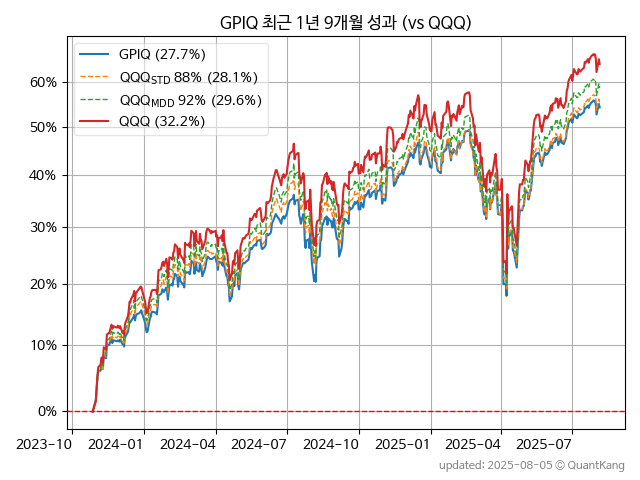 GPIQ 최근 1년 9개월 성과 (vs QQQ)
GPIQ (27.7%)
QQQSTD 88% (28.1%)
QQQMDD 92% (29.6%)
QQQ (32.2%)
60%
50%
40%
30%
20%
10%
0%
2023-10
2024-01
2024-04
2024-07
2024-10
2025-01
2025-04
2025-07
updated: 2025-08-05 © QuantKang